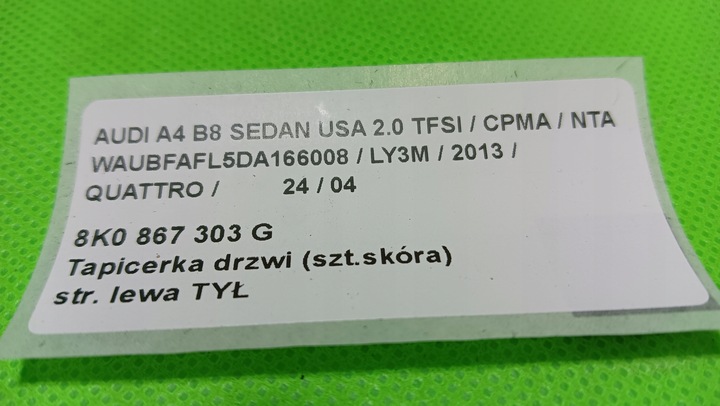 AUDI A4 B8 SEDAN USA 2.0 TFSI / CPMA / NTA
WAUBFAFL5DA166008 / LY3M / 2013 /
QUATTRO / 24 / 04
8K0 867 303 G
Tapicerka drzwi (szt.skóra)
str. lewa TYŁ